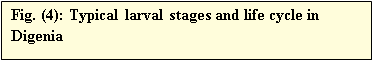 Fig. (4): Typical larval stages and life cycle in
Digenia